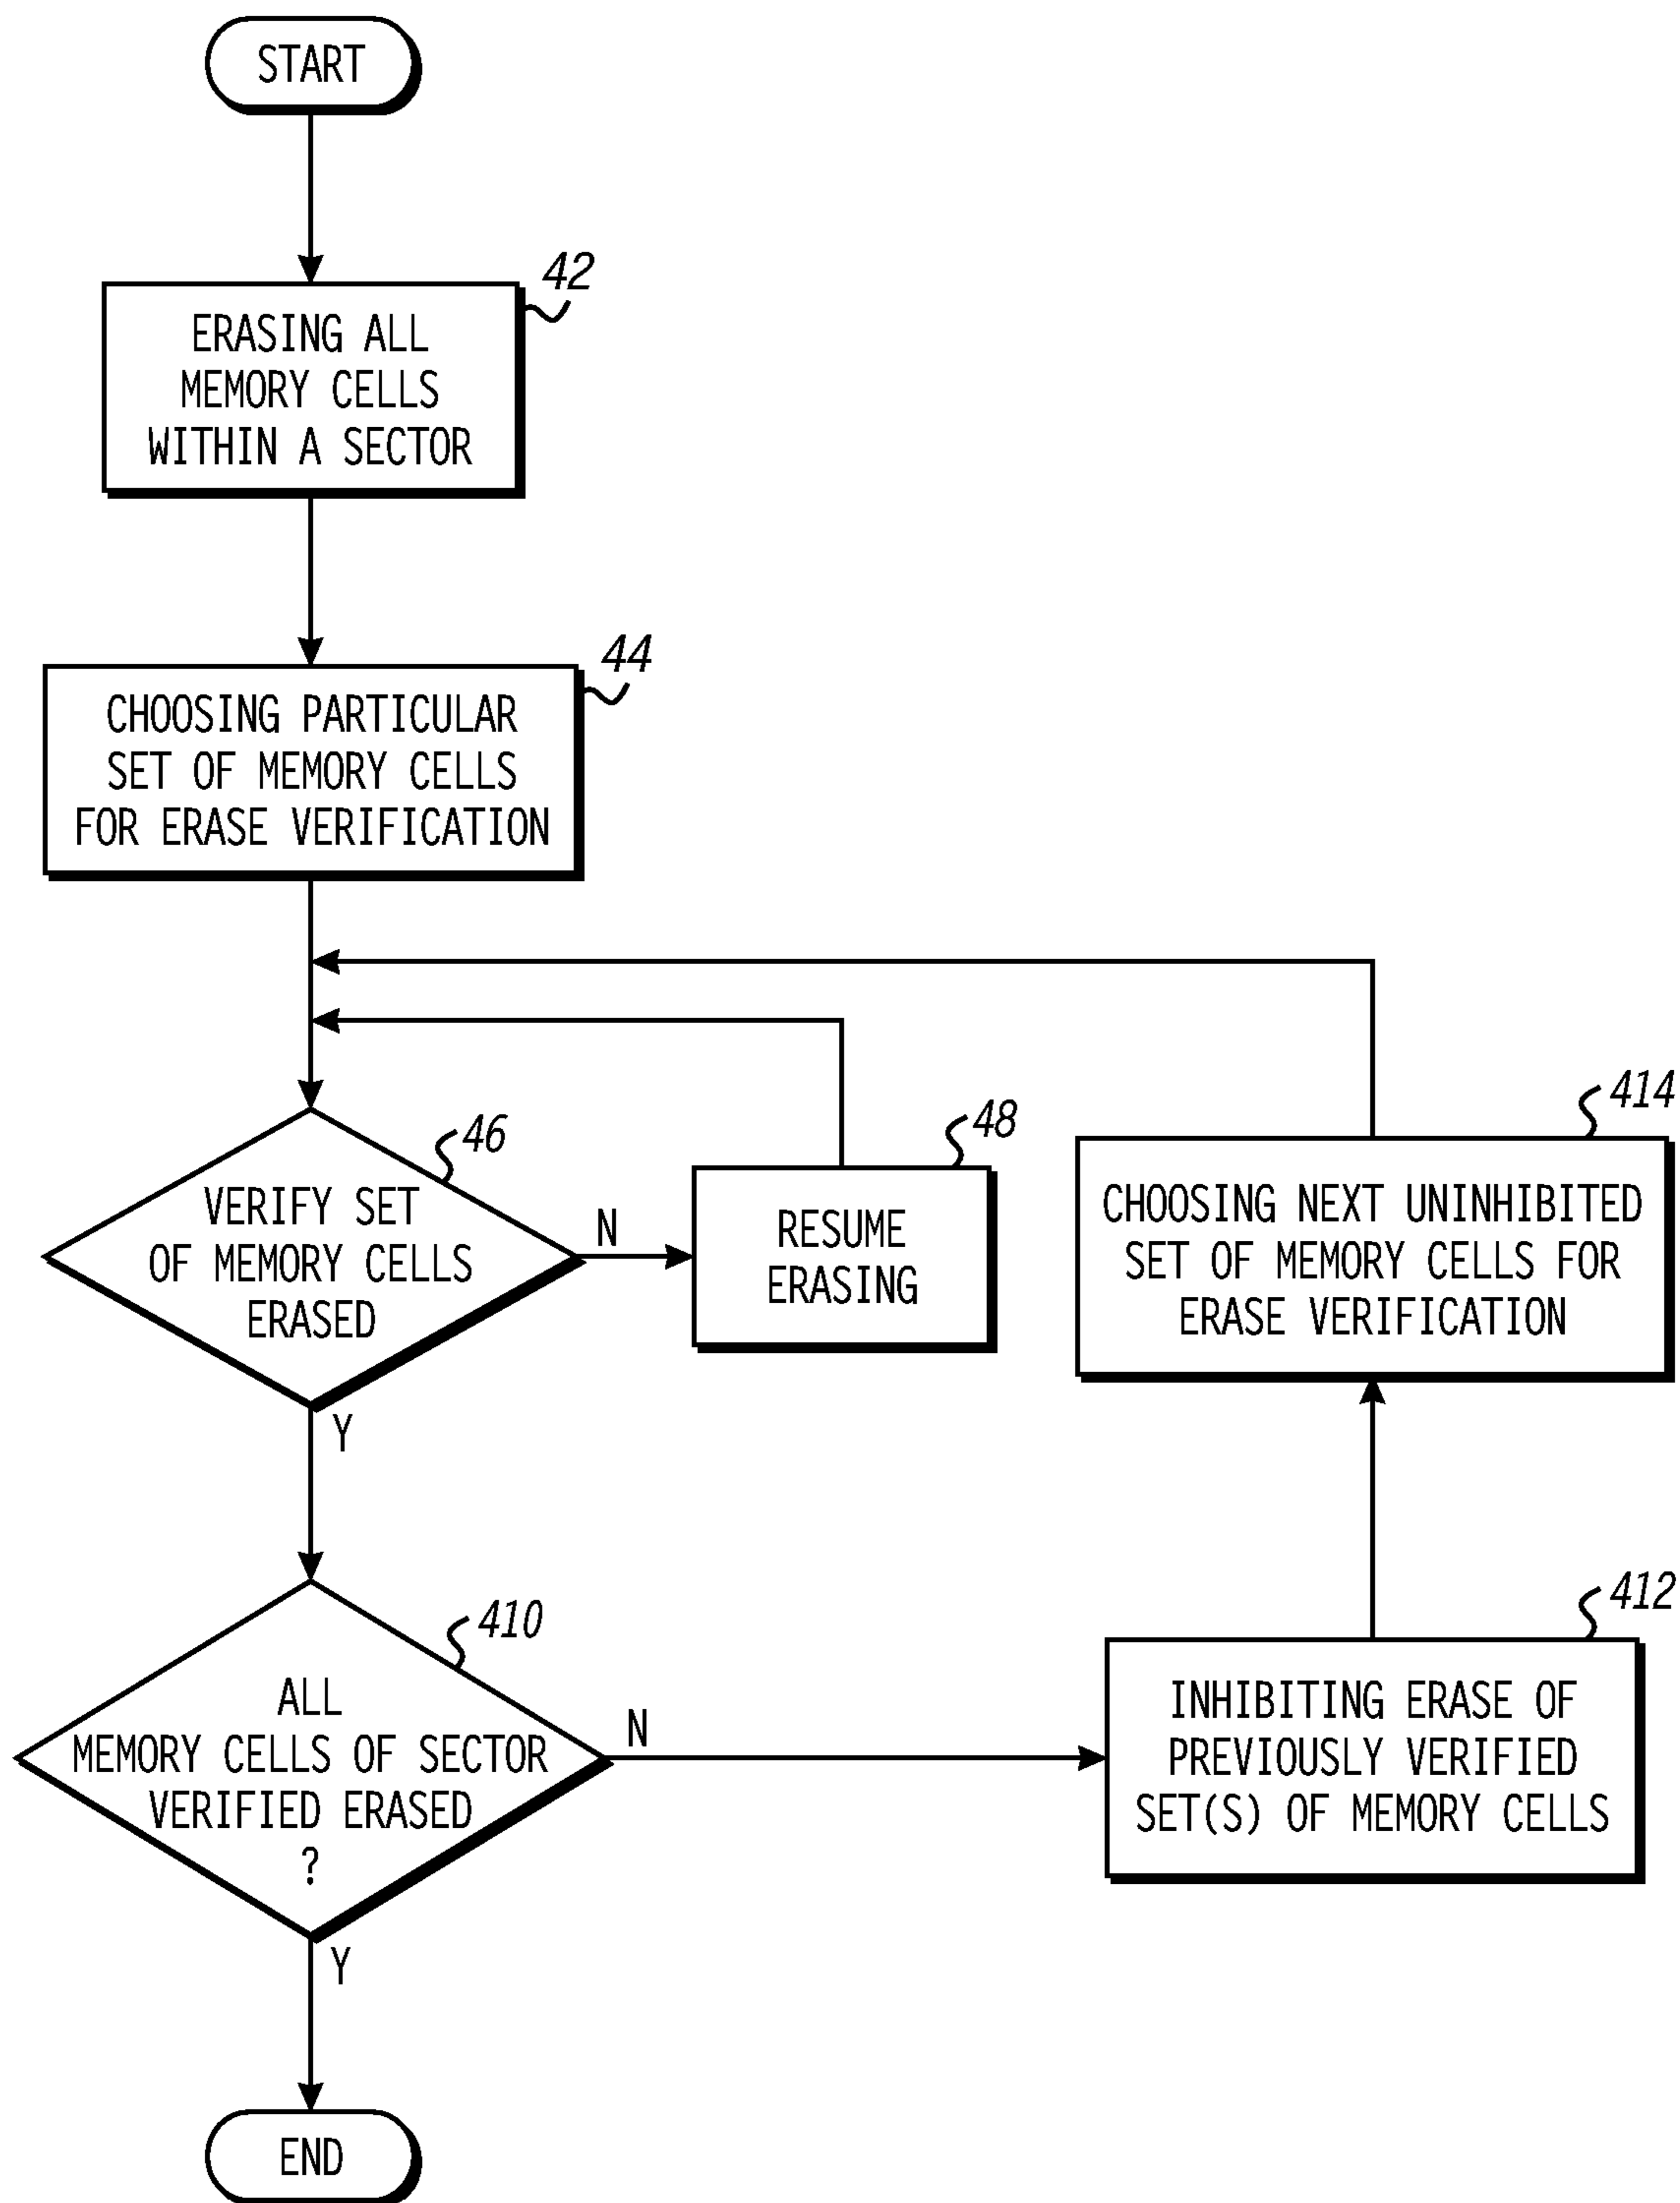 START
42
ERASING ALL
MEMORY CELLS
WITHIN A SECTOR
44
CHOOSING PARTICULAR
SET OF MEMORY CELLS
FOR ERASE VERIFICATION
46
VERIFY SET
OF MEMORY CELLS
ERASED
N
Y
48
RESUME
ERASING
414
CHOOSING NEXT UNINHIBITED
SET OF MEMORY CELLS FOR
ERASE VERIFICATION
410
ALL
MEMORY CELLS OF SECTOR
VERIFIED ERASED
?
N
Y
412
INHIBITING ERASE OF
PREVIOUSLY VERIFIED
SET(S) OF MEMORY CELLS
END